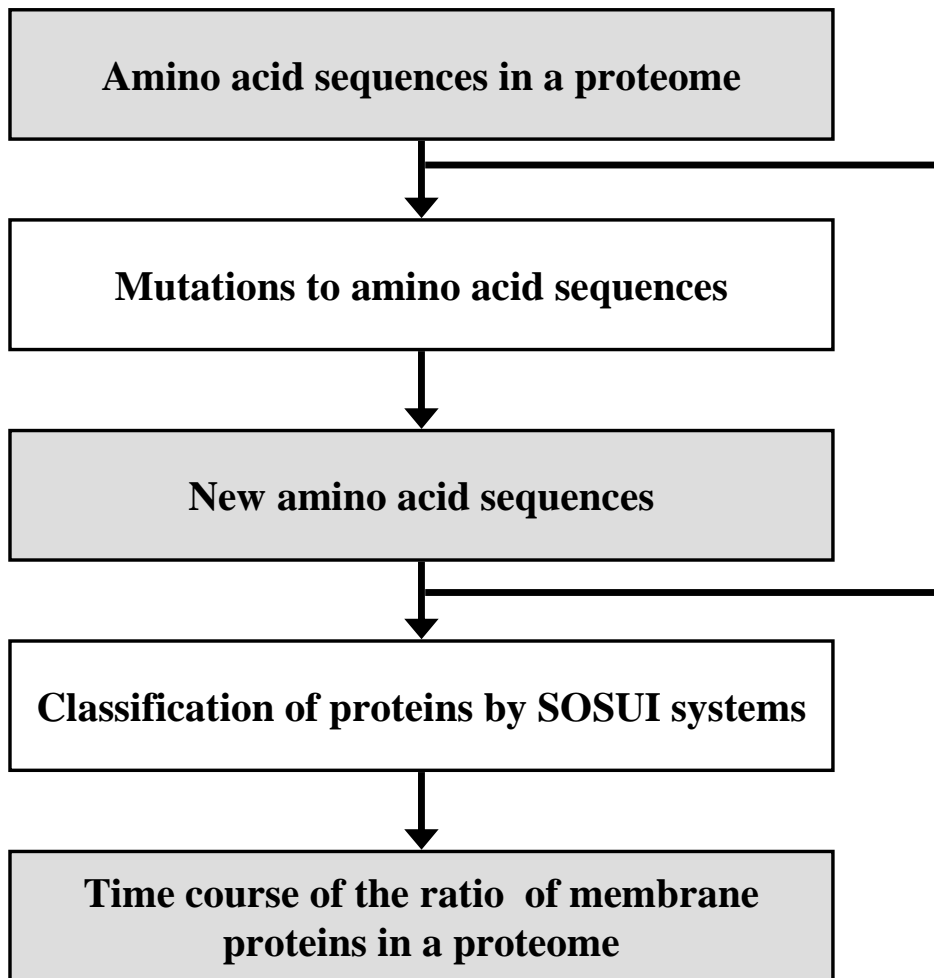 Amino acid sequences in a proteome
Mutations to amino acid sequences
New amino acid sequences
Classification of proteins by SOSUI systems
Time course of the ratio of membrane
proteins in a proteome